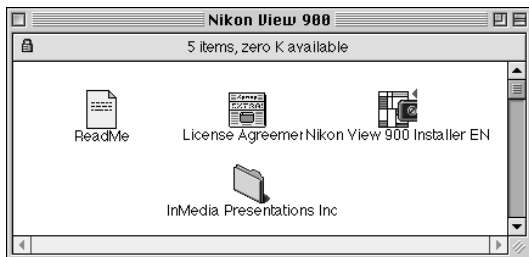 Nikon View 900
5 items, zero K available
ReadMe
License Agreemer
Nikon View 900 Installer EN
InMedia Presentations Inc